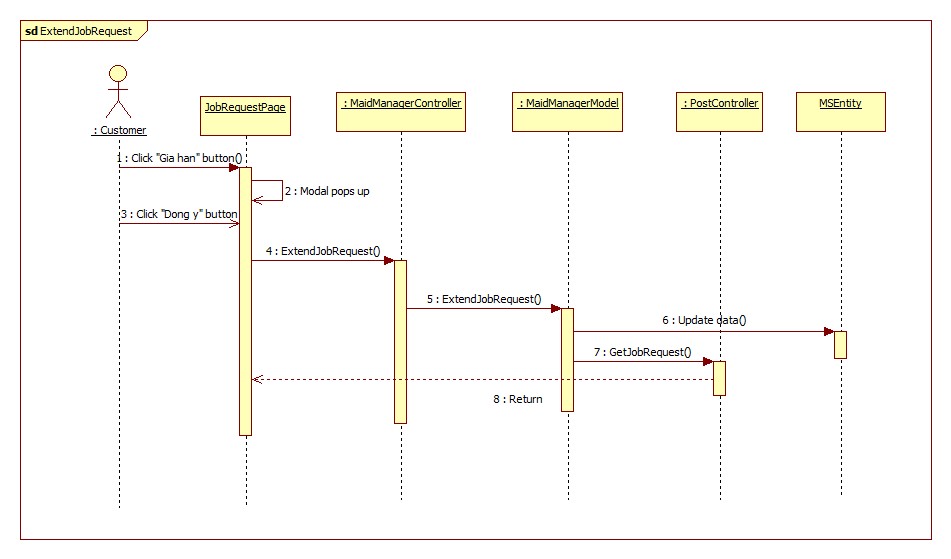 sd ExtendJobRequest
: Customer
JobRequestPage
: MaidManagerController
: MaidManagerModel
: PostController
MSEntity
1 : Click "Gia han" button()
2 : Modal pops up
3 : Click "Dong y" button
4 : ExtendJobRequest()
5 : ExtendJobRequest()
6 : Update data()
7 : GetJobRequest()
8 : Return